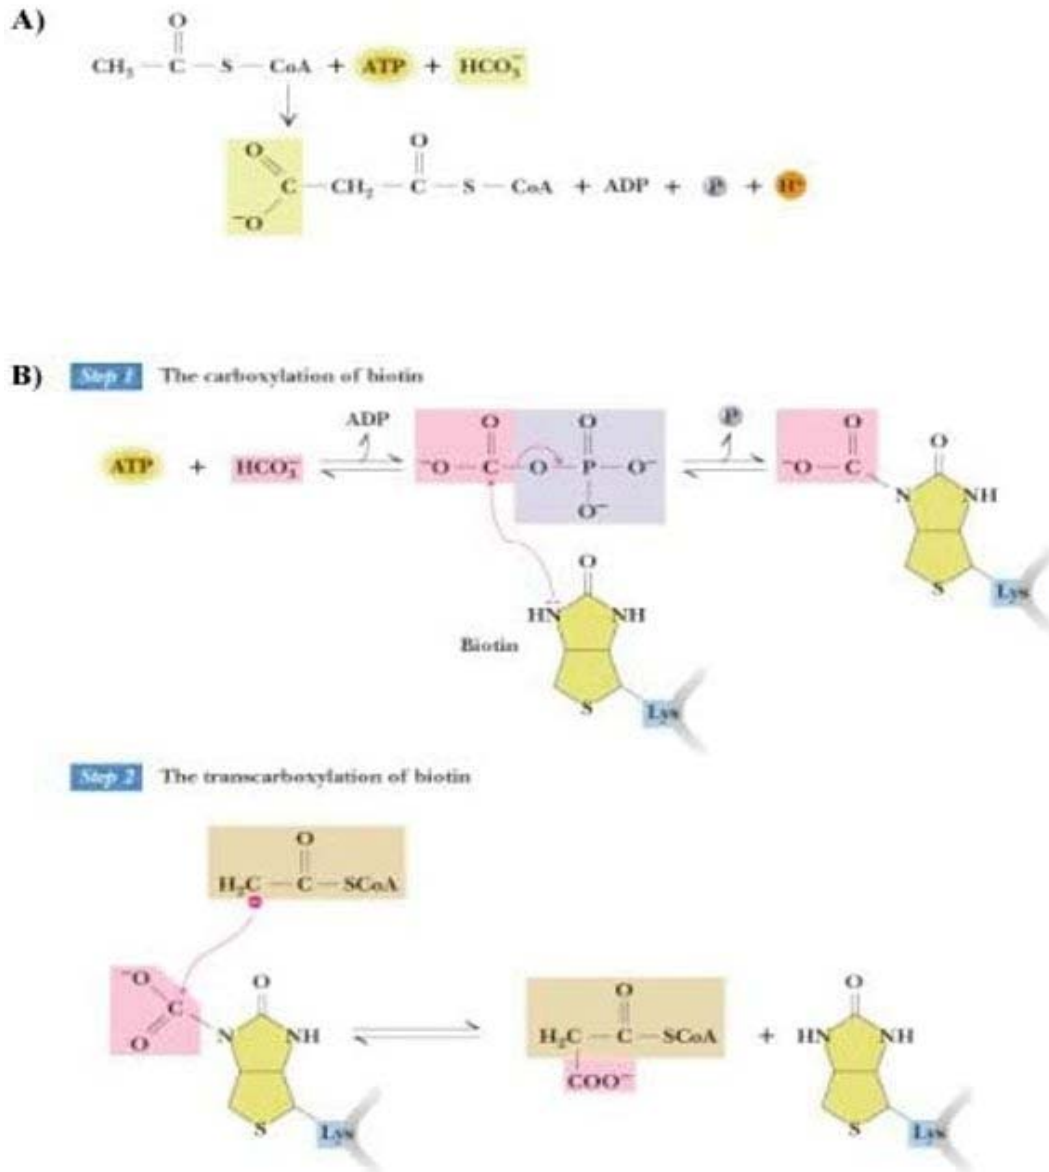 A)
O
CH₃ — C — S — CoA + ATP + HCO₃⁻
O
O
C — CH₂ — C — S — CoA + ADP + P + H⁺
⁻O
B) Step 1 The carboxylation of biotin
ADP
O
O
P
O
O
ATP + HCO₃⁻
⁻O — C — O — P — O⁻
⁻O — C
N
NH
O⁻
O
S
Lys
HN
NH
Biotin
S
Lys
Step 2 The transcarboxylation of biotin
O
H₂C — C — SCoA
⁻O
O
O
O
C
N
NH
H₂C — C — SCoA + HN
NH
O
COO⁻
S
Lys
S
Lys